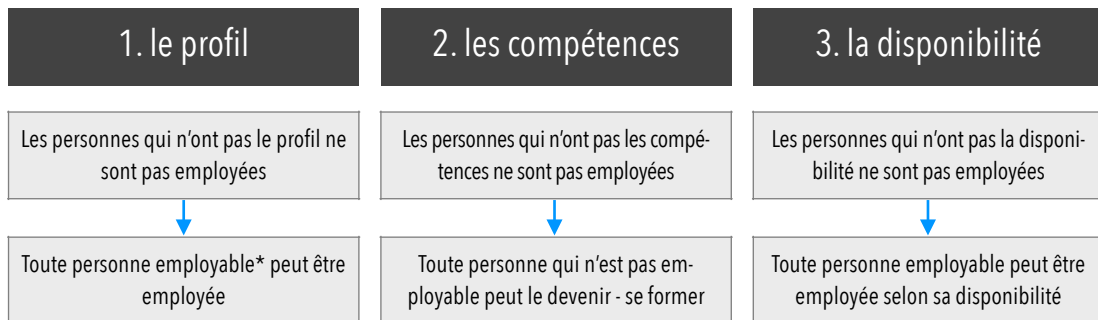 1. le profil
2. les compétences
3. la disponibilité
Les personnes qui n'ont pas le profil ne
sont pas employées
Les personnes qui n'ont pas les compé-
tences ne sont pas employées
Les personnes qui n'ont pas la disponi-
bilité ne sont pas employées
Toute personne employable* peut être
employée
Toute personne qui n'est pas em-
ployable peut le devenir - se former
Toute personne employable peut être
employée selon sa disponibilité